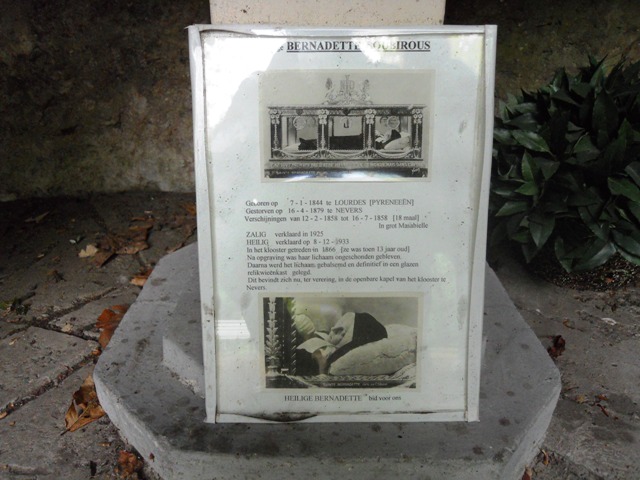 BERNADETTE SOUBIROUS
Geboren op 7 - 1 - 1844 te LOURDES [PYRENEEËN]
Gestorven op 16 - 4 - 1879 te NEVERS
Verschijningen van 12 - 2 - 1858 tot 16 - 7 - 1858 [18 maal]
In grot Massabielle
ZALIG verklaard in 1925
HEILIG verklaard op 8 - 12 - 1933
In het klooster getreden in 1866 [ze was toen 13 jaar oud]
Na opgraving was haar lichaam ongeschonden gebleven.
Daarna werd het lichaam, gebalsemd en definitief in een glazen
relikwieënkast gelegd.
Dit bevindt zich nu, ter verering, in de openbare kapel van het klooster te
Nevers
HEILIGE BERNADETTE bid voor ons